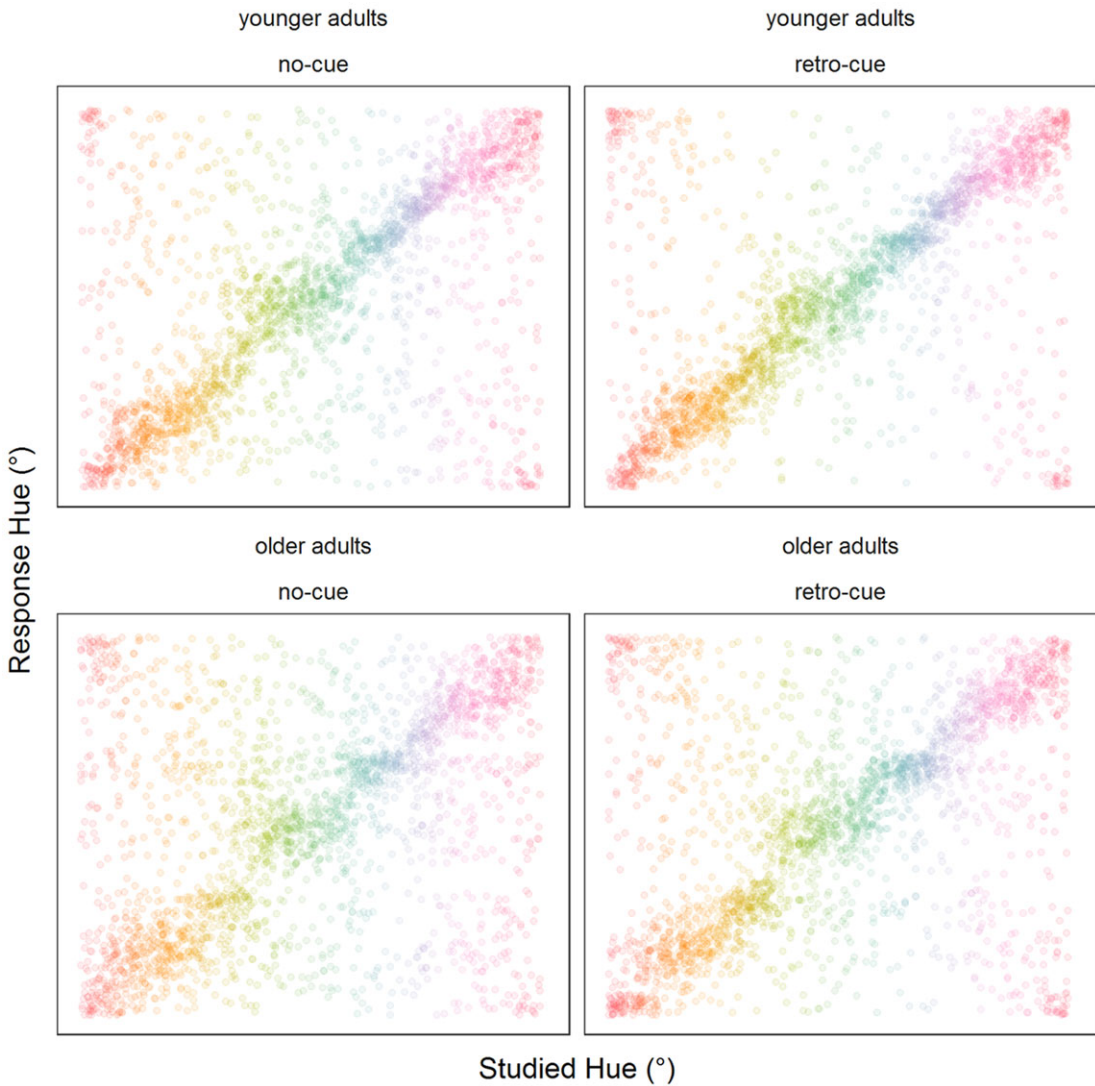 younger adults
no-cue
younger adults
retro-cue
older adults
no-cue
older adults
retro-cue
Response Hue (°)
Studied Hue (°)